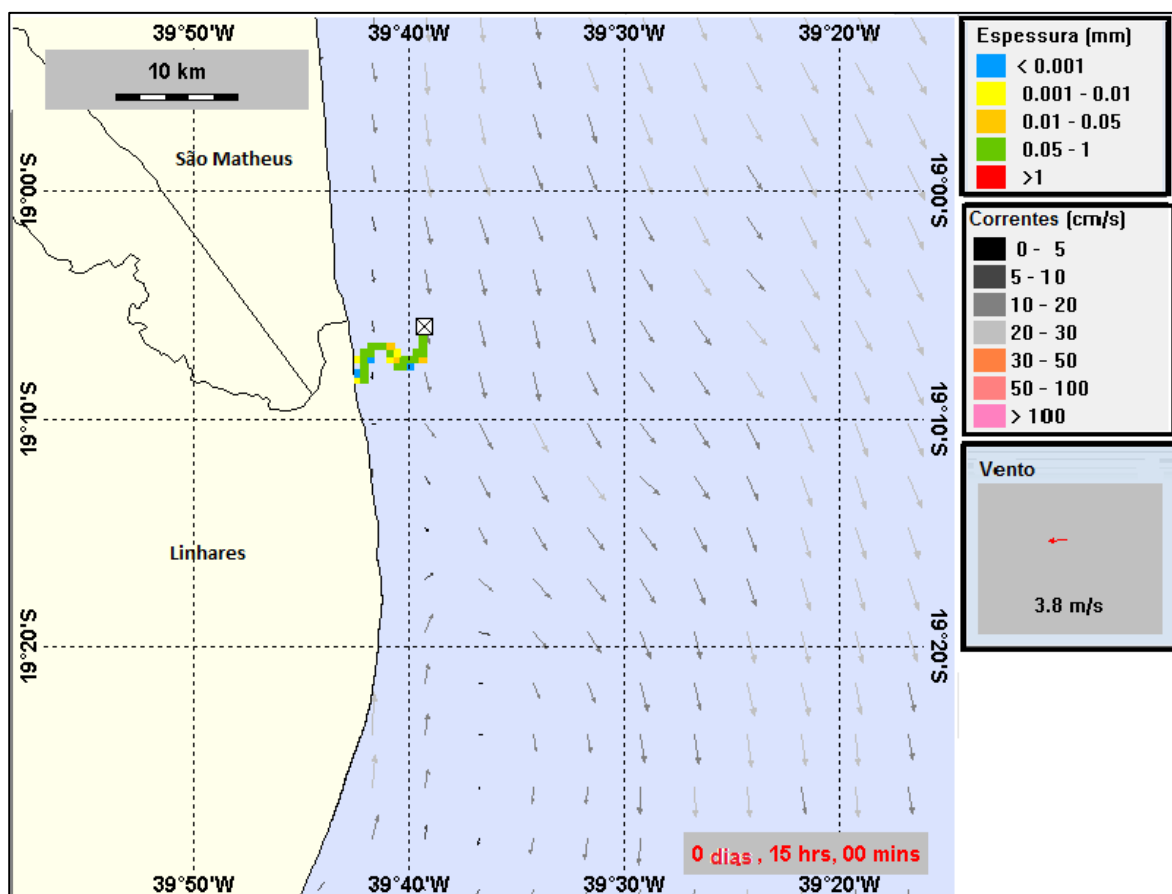 39°50'W 39°40'W 39°30'W 39°20'W
10 km
São Matheus
19°00'S 19°00'S
19°10'S 19°10'S
Linhares
19°20'S 19°20'S
0 dias , 15 hrs, 00 mins
39°50'W 39°40'W 39°30'W 39°20'W
Espessura (mm)
< 0.001
0.001 - 0.01
0.01 - 0.05
0.05 - 1
>1
Correntes (cm/s)
0 - 5
5 - 10
10 - 20
20 - 30
30 - 50
50 - 100
> 100
Vento
3.8 m/s